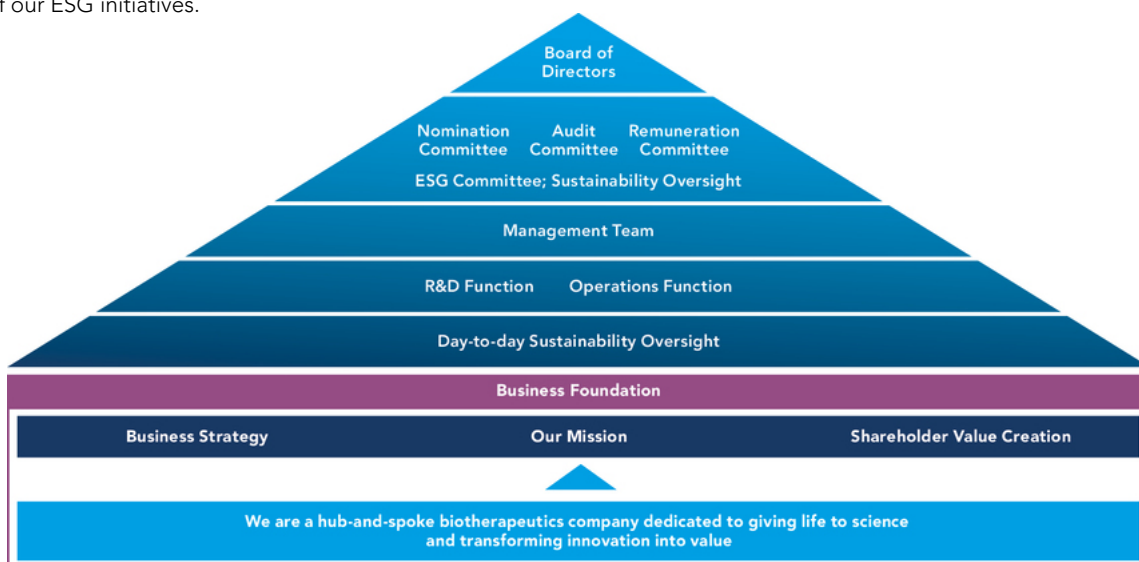 f our ESG initiatives.
Board of
Directors
Nomination Audit Remuneration
Committee Committee Committee
ESG Committee; Sustainability Oversight
Management Team
R&D Function Operations Function
Day-to-day Sustainability Oversight
Business Foundation
Business Strategy Our Mission Shareholder Value Creation
We are a hub-and-spoke biotherapeutics company dedicated to giving life to science
and transforming innovation into value